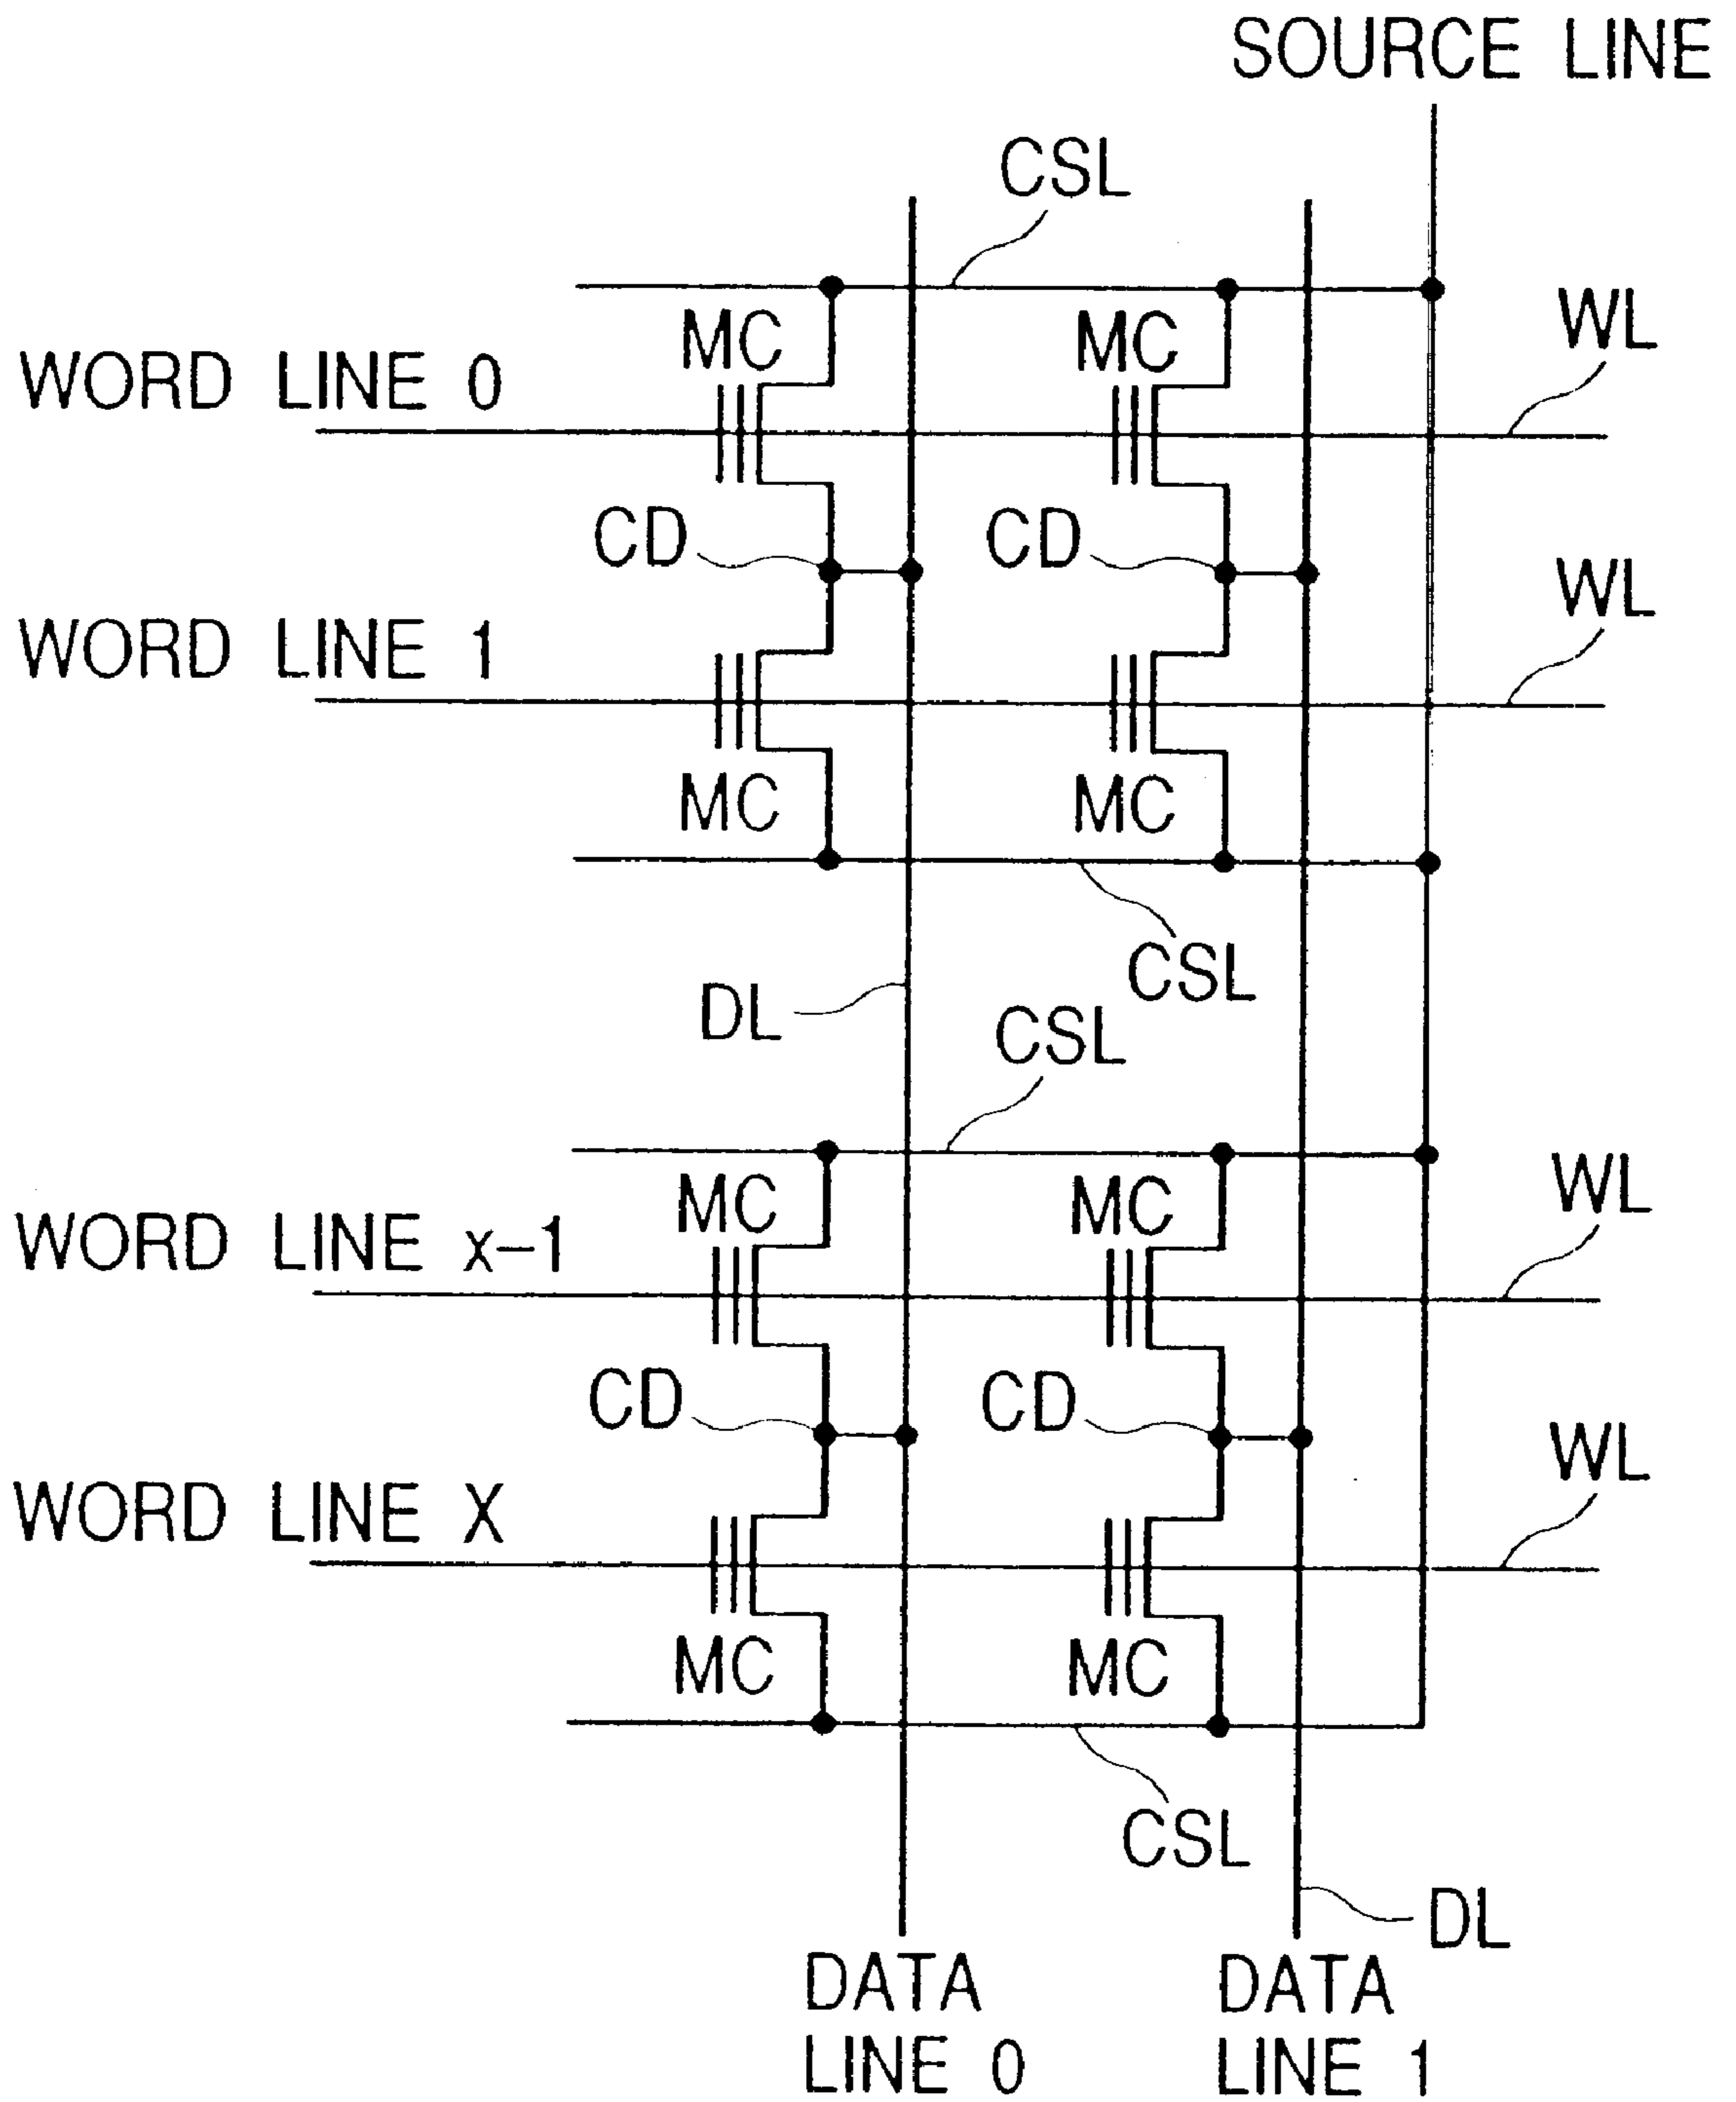 SOURCE LINE
CSL
MC MC WL
WORD LINE 0
CD CD
WL
WORD LINE 1
MC MC
CSL
DL
CSL
MC MC WL
WORD LINE x-1
CD CD
WL
WORD LINE X
MC MC
CSL
DL
DATA DATA
LINE 0 LINE 1